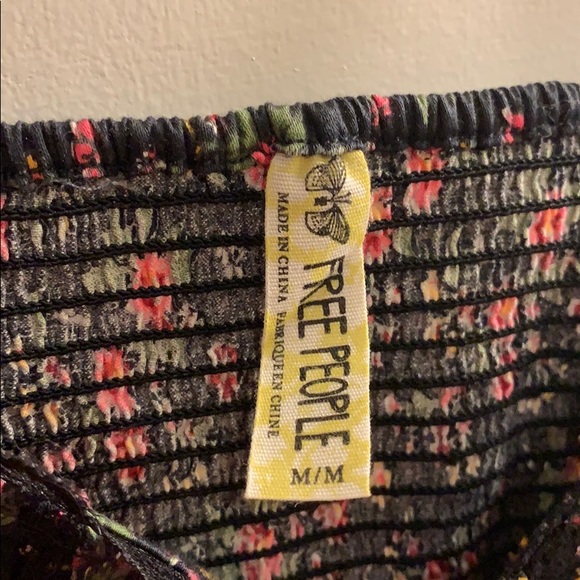 FREE PEOPLE
MADE IN CHINA FABRIQUÉ EN CHINE
M/M